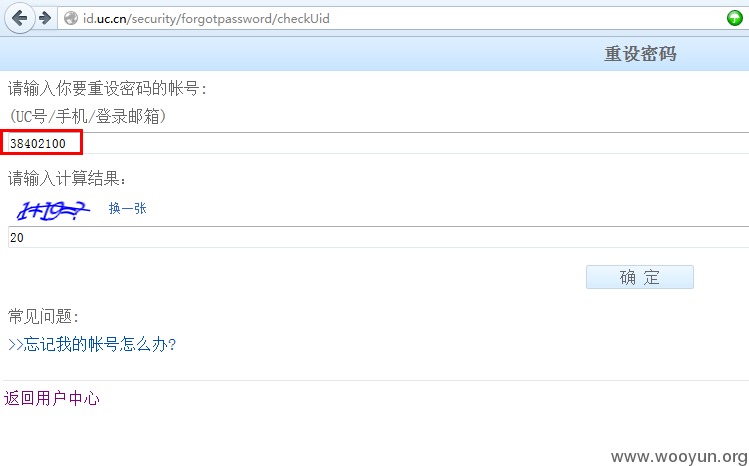 id.uc.cn/security/forgotpassword/checkUid
重设密码
请输入你要重设密码的帐号:
(UC号/手机/登录邮箱)
38402100
请输入计算结果:
1+19=? 换一张
20
确 定
常见问题:
>>忘记我的帐号怎么办?
返回用户中心
www.wooyun.org